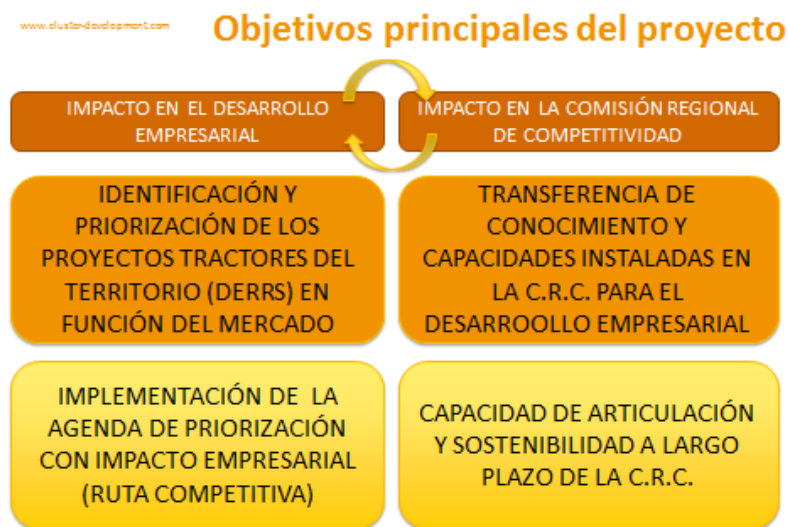 www.cluster-development.com
Objetivos principales del proyecto
IMPACTO EN EL DESARROLLO
EMPRESARIAL
IMPACTO EN LA COMISIÓN REGIONAL
DE COMPETITIVIDAD
IDENTIFICACIÓN Y
PRIORIZACIÓN DE LOS
PROYECTOS TRACTORES DEL
TERRITORIO (DERRS) EN
FUNCIÓN DEL MERCADO
TRANSFERENCIA DE
CONOCIMIENTO Y
CAPACIDADES INSTALADAS EN
LA C.R.C. PARA EL
DESARROOLLO EMPRESARIAL
IMPLEMENTACIÓN DE LA
AGENDA DE PRIORIZACIÓN
CON IMPACTO EMPRESARIAL
(RUTA COMPETITIVA)
CAPACIDAD DE ARTICULACIÓN
Y SOSTENIBILIDAD A LARGO
PLAZO DE LA C.R.C.